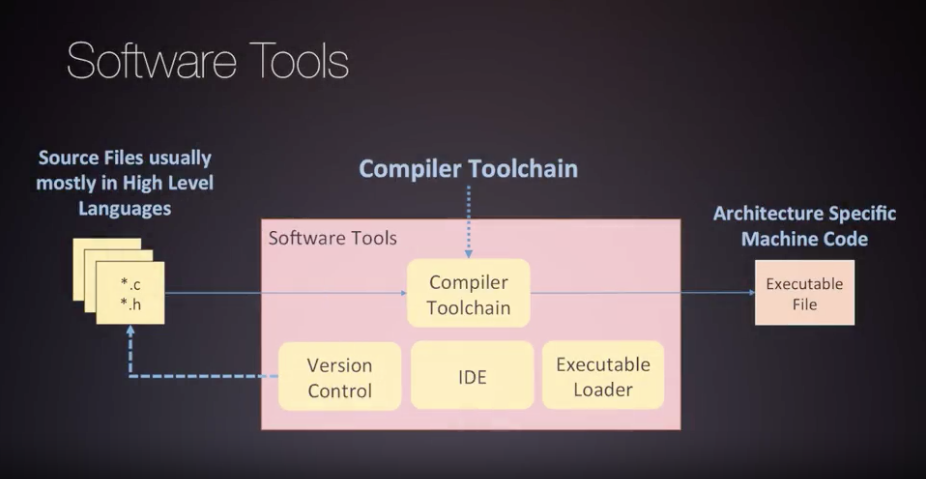 Software Tools
Source Files usually
mostly in High Level
Languages
Compiler Toolchain
Architecture Specific
Machine Code
Software Tools
*.c
*.h
Compiler
Toolchain
Executable
File
Version
Control
IDE
Executable
Loader